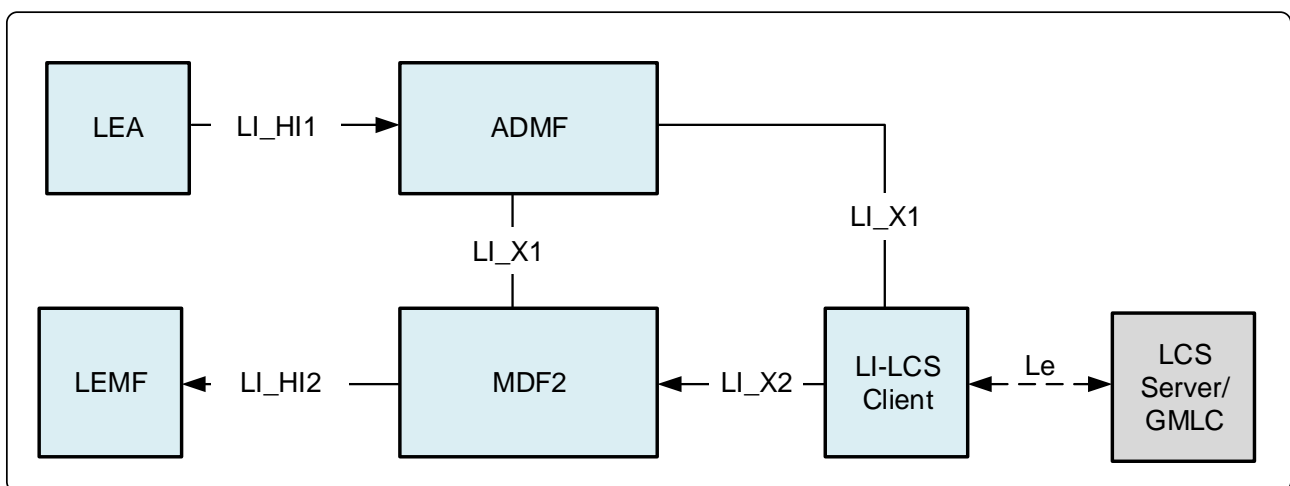 LEA
LI_HI1
ADMF
LI_X1
LI_X1
LEMF
LI_HI2
MDF2
LI_X2
LI-LCS
Client
Le
LCS
Server/
GMLC